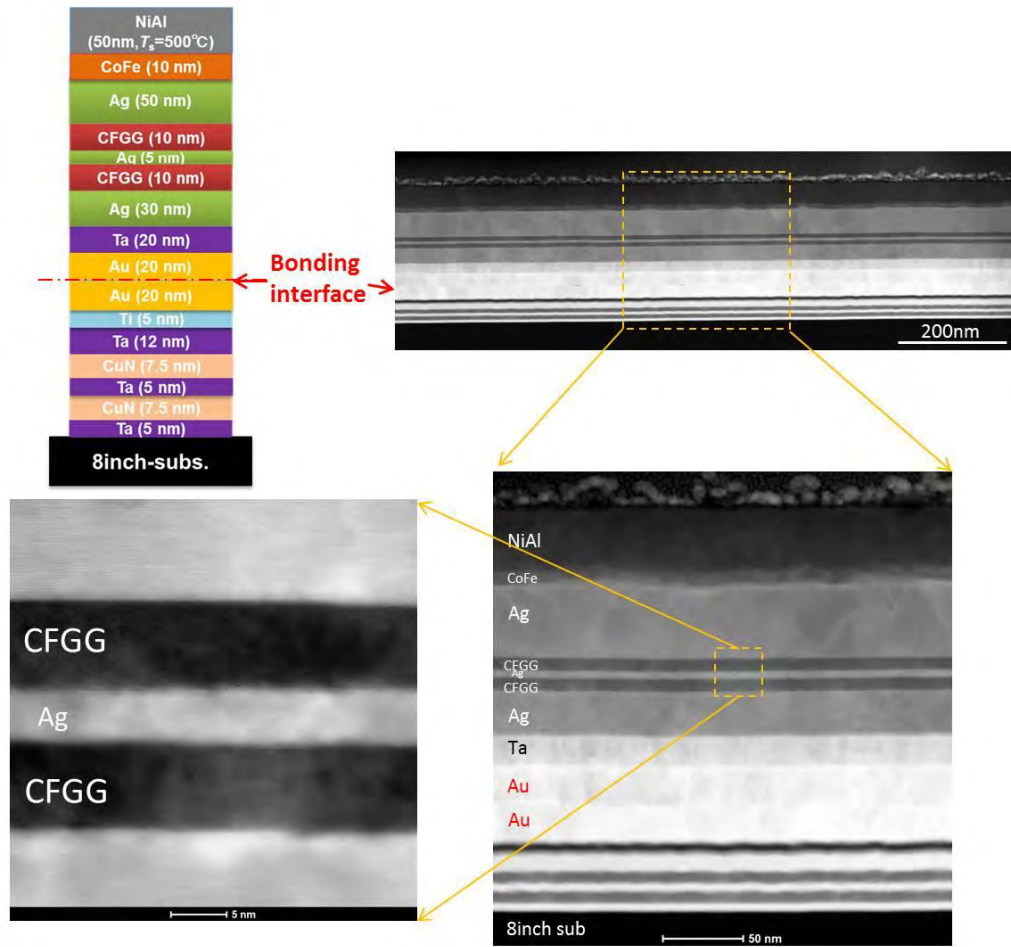 NiAl
(50nm,Tₛ=500℃)
CoFe (10 nm)
Ag (50 nm)
CFGG (10 nm)
Ag (5 nm)
CFGG (10 nm)
Ag (30 nm)
Ta (20 nm)
Au (20 nm)
Au (20 nm)
Ti (5 nm)
Ta (12 nm)
CuN (7.5 nm)
Ta (5 nm)
CuN (7.5 nm)
Ta (5 nm)
8inch-subs.
Bonding
interface
200nm
CFGG
Ag
CFGG
5 nm
NiAl
CoFe
Ag
CFGG
Ag
CFGG
Ag
Ta
Au
Au
8inch sub
50 nm